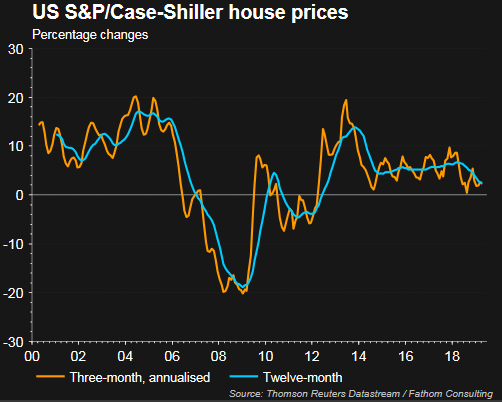 US S&P/Case-Shiller house prices
Percentage changes
30
20
10
0
-10
-20
-30
00 02 04 06 08 10 12 14 16 18
Three-month, annualised Twelve-month
Source: Thomson Reuters Datastream / Fathom Consulting